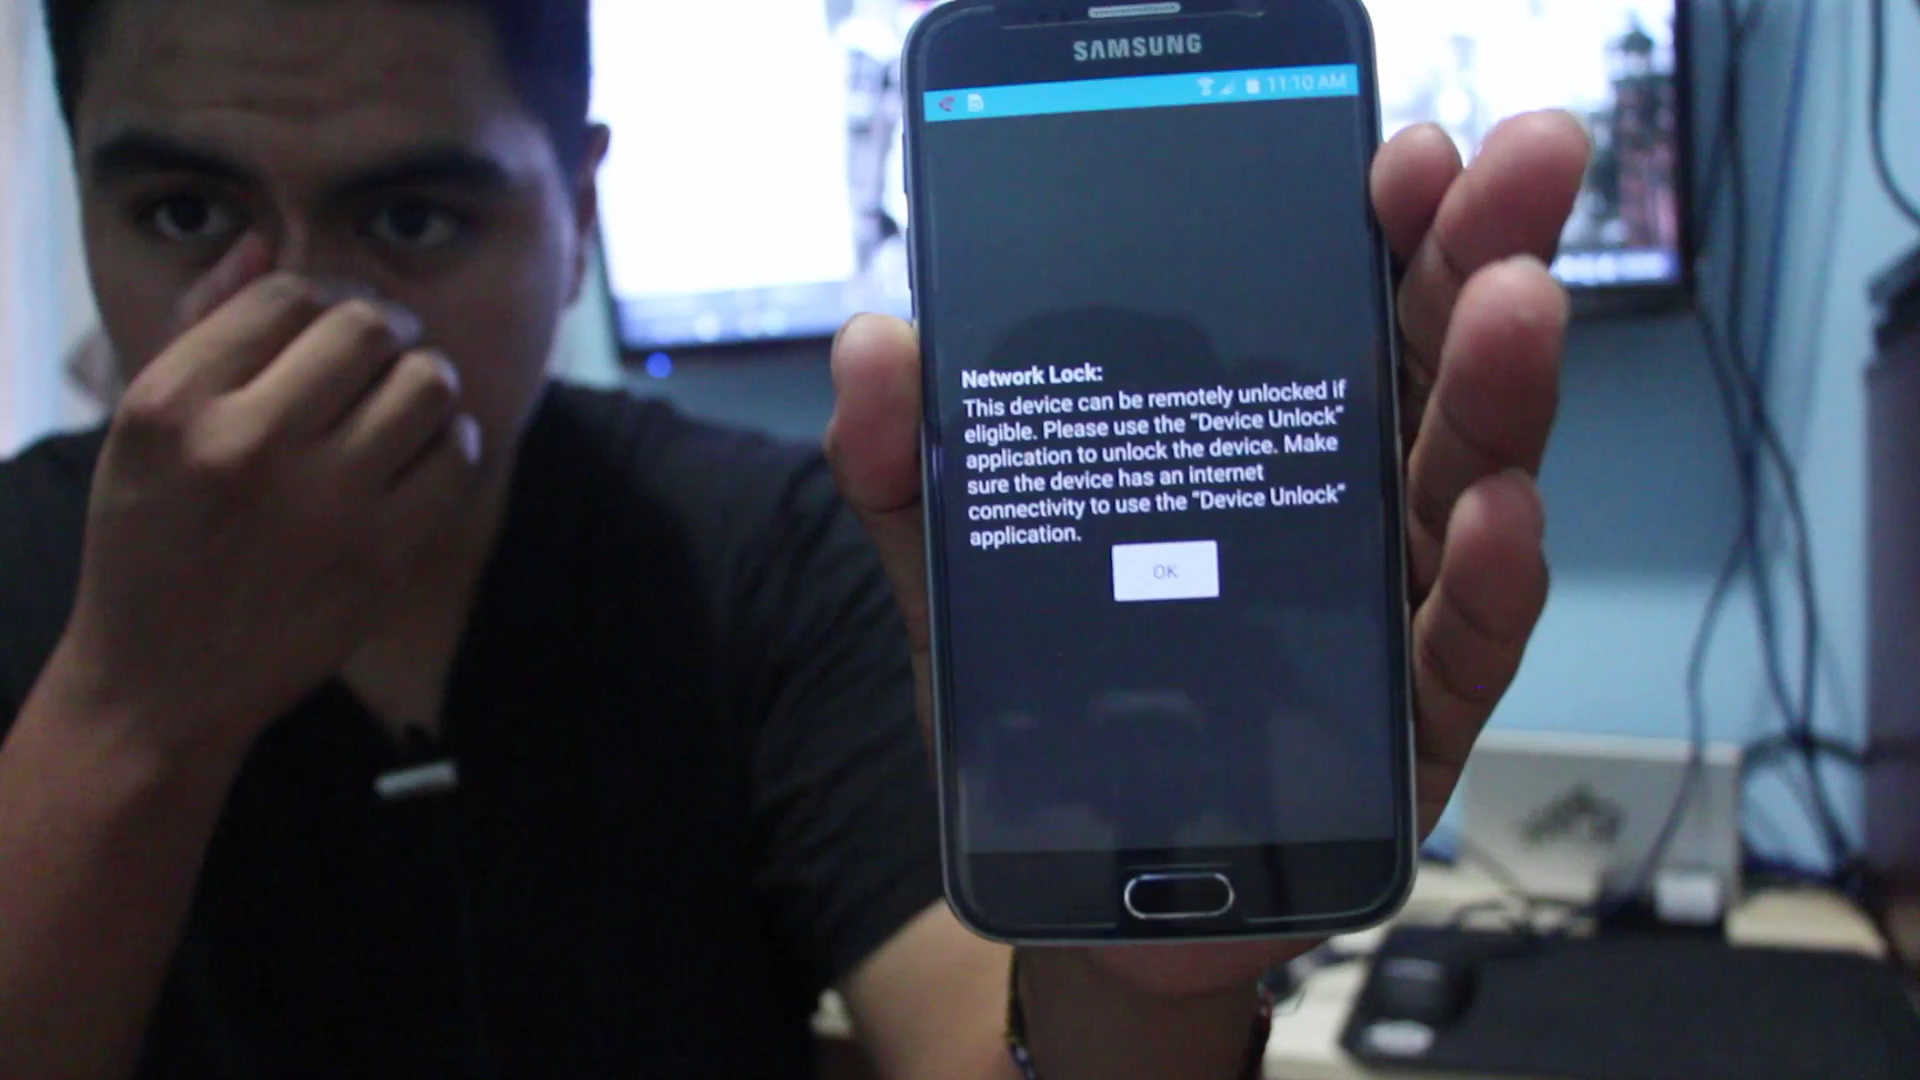 SAMSUNG
11:10 AM
Network Lock:
This device can be remotely unlocked if
eligible. Please use the "Device Unlock"
application to unlock the device. Make
sure the device has an internet
connectivity to use the "Device Unlock"
application.
OK